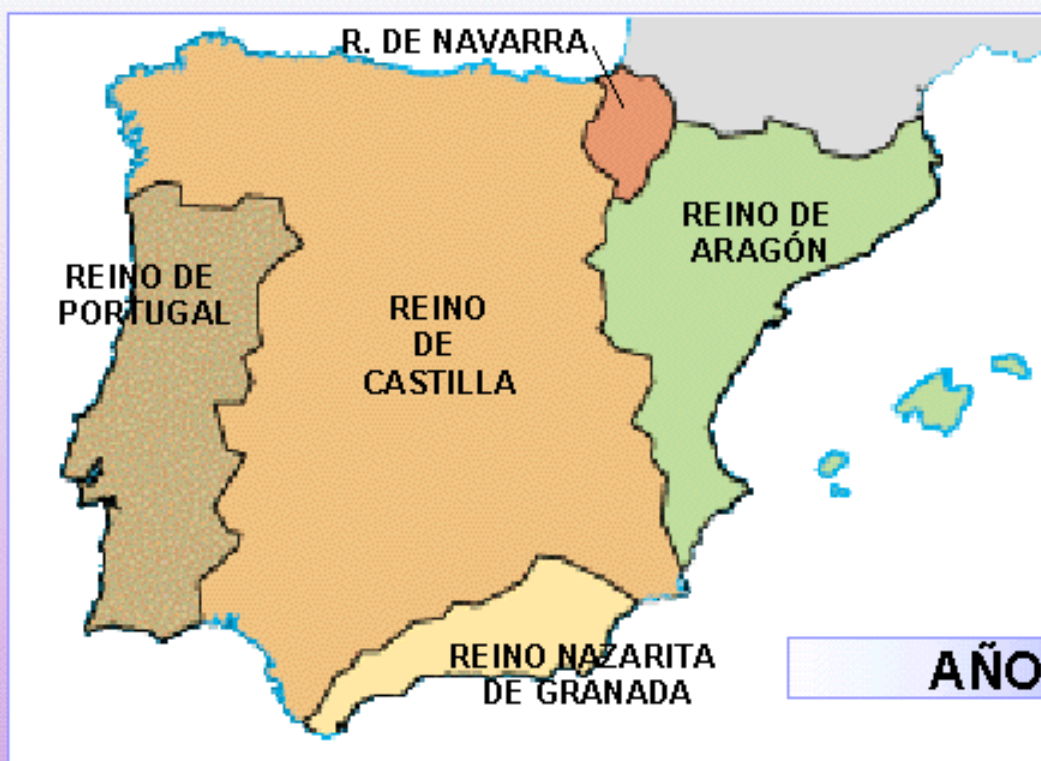 R. DE NAVARRA
REINO DE
ARAGÓN
REINO DE
PORTUGAL
REINO
DE
CASTILLA
REINO NAZARITA
DE GRANADA
AÑO